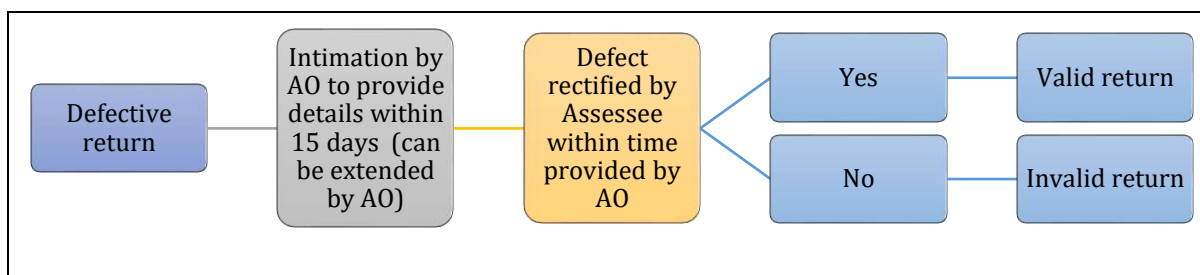 Defective
return
Intimation by
AO to provide
details within
15 days (can
be extended
by AO)
Defect
rectified by
Assessee
within time
provided by
AO
Yes
Valid return
No
Invalid return